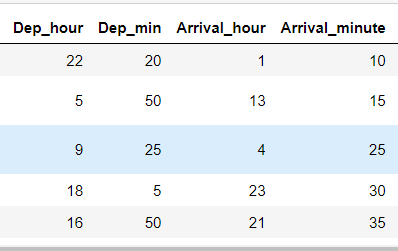 Dep_hour Dep_min Arrival_hour Arrival_minute
22 20 1 10
5 50 13 15
9 25 4 25
18 5 23 30
16 50 21 35